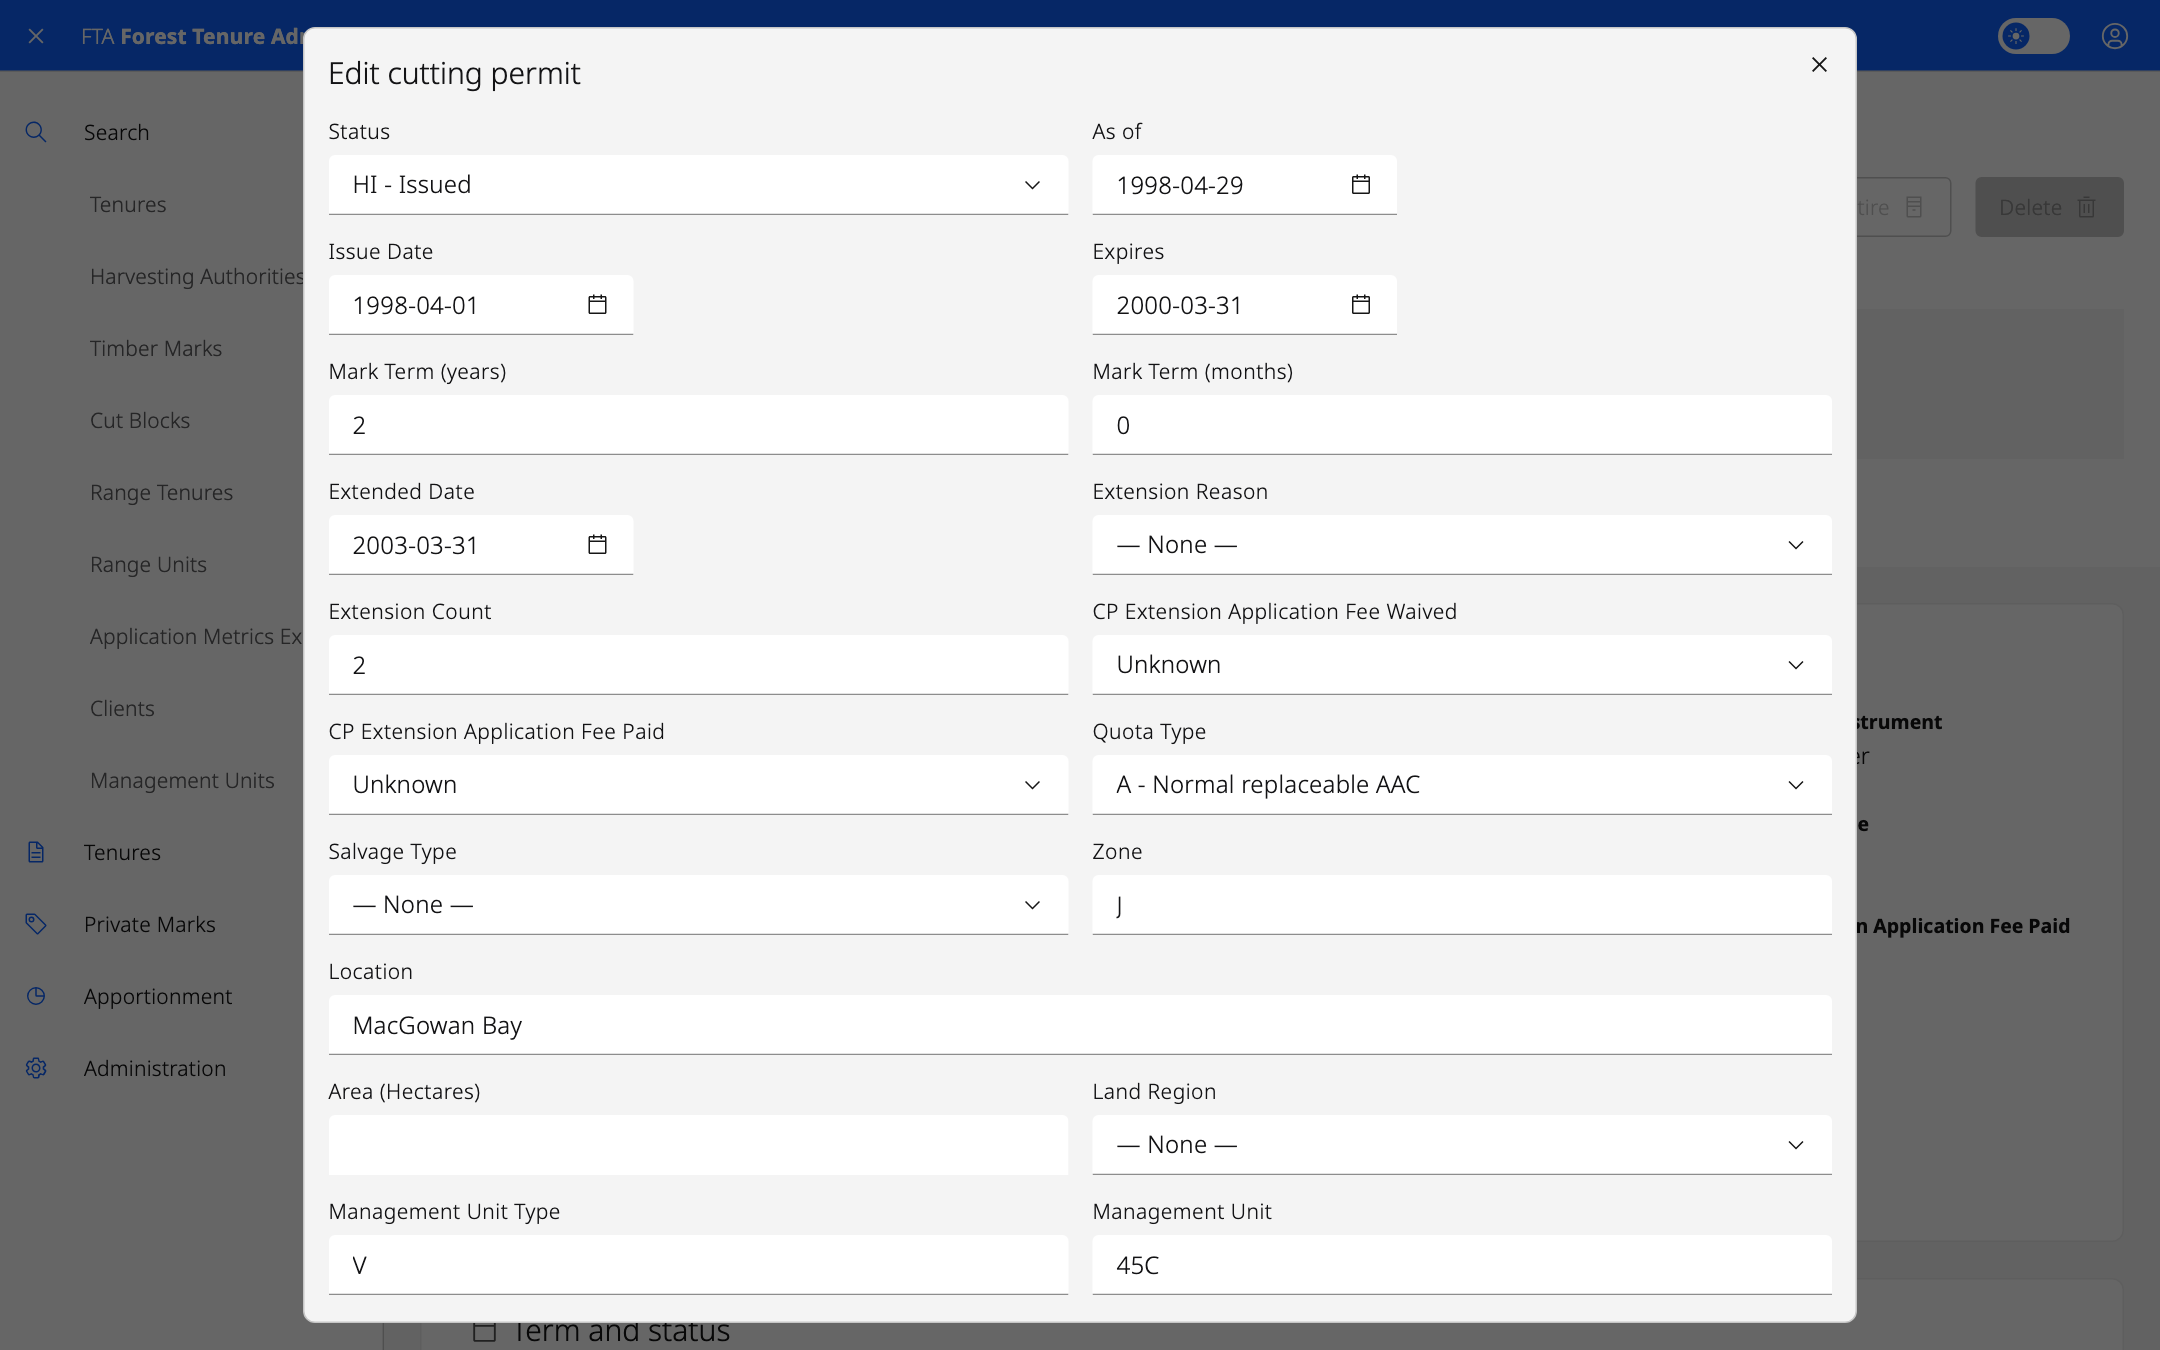 FTA Forest Tenure Adm
Edit cutting permit
Search
Tenures
Harvesting Authorities
Timber Marks
Cut Blocks
Range Tenures
Range Units
Application Metrics Ex
Clients
Management Units
Tenures
Private Marks
Apportionment
Administration
Status
HI - Issued
As of
1998-04-29
Issue Date
1998-04-01
Expires
2000-03-31
Mark Term (years)
2
Mark Term (months)
0
Extended Date
2003-03-31
Extension Reason
— None —
Extension Count
2
CP Extension Application Fee Waived
Unknown
CP Extension Application Fee Paid
Unknown
Quota Type
A - Normal replaceable AAC
Salvage Type
— None —
Zone
J
Location
MacGowan Bay
Area (Hectares)
Land Region
— None —
Management Unit Type
V
Management Unit
45C
tire
Delete
strument
er
e
n Application Fee Paid
Term and status